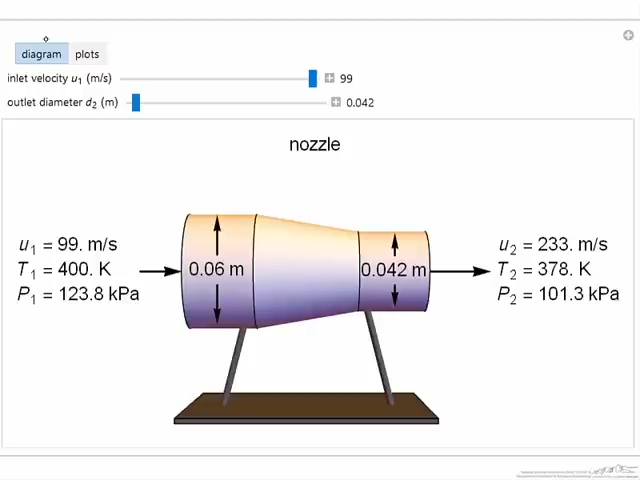 diagram plots
inlet velocity u₁ (m/s) 99
outlet diameter d₂ (m) 0.042
nozzle
u₁ = 99. m/s
T₁ = 400. K
P₁ = 123.8 kPa
0.06 m
0.042 m
u₂ = 233. m/s
T₂ = 378. K
P₂ = 101.3 kPa